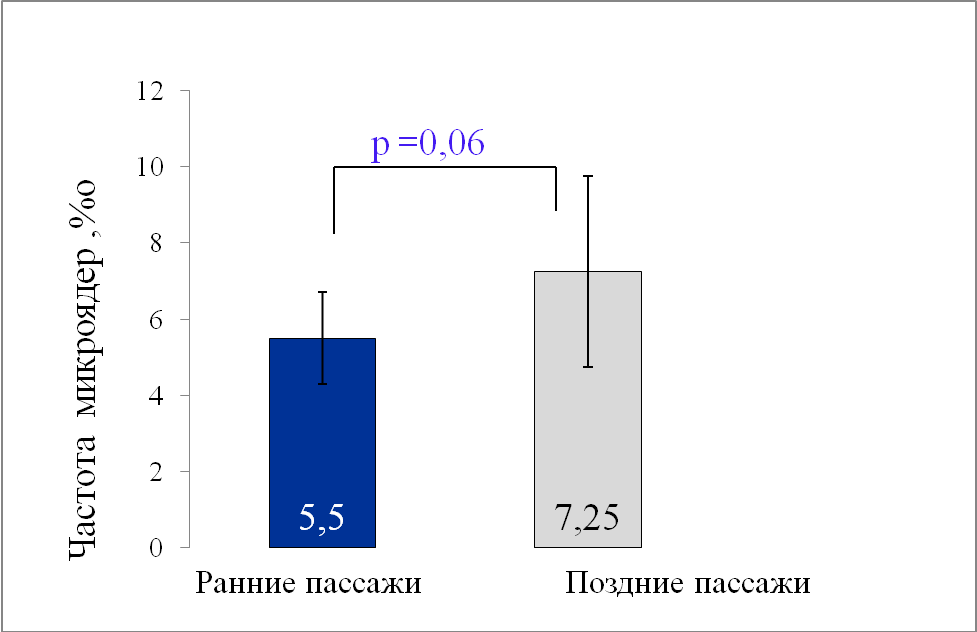 12
p =0,06
10
8
6
4
2
0
Частота микроядер ,‰
5,5
7,25
Ранние пассажи
Поздние пассажи